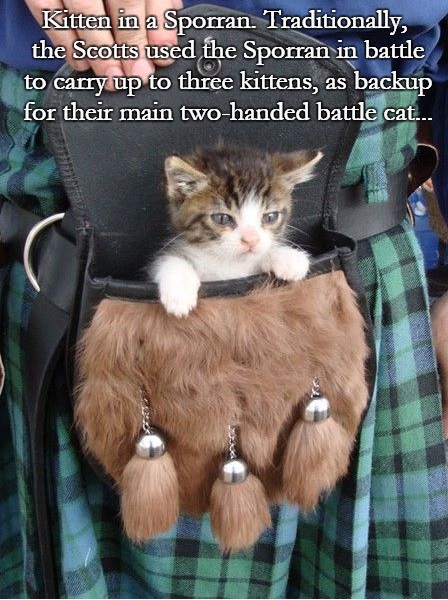 Kitten in a Sporran. Traditionally,
the Scotts used the Sporran in battle
to carry up to three kittens, as backup
for their main two-handed battle cat...